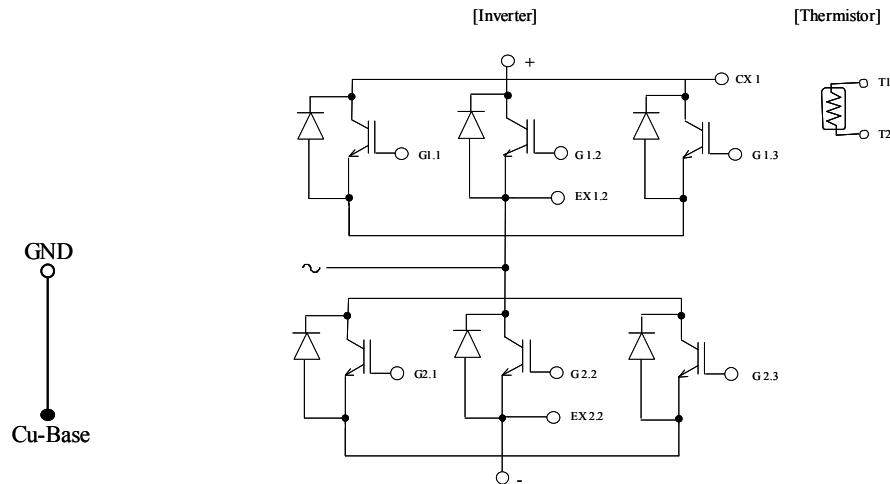 [Inverter]
[Thermistor]
+
CX 1
T1
T2
G1.1
G 1.2
G 1.3
EX 1.2
GND
~
G2.1
G 2.2
G 2.3
EX 2.2
Cu-Base
-